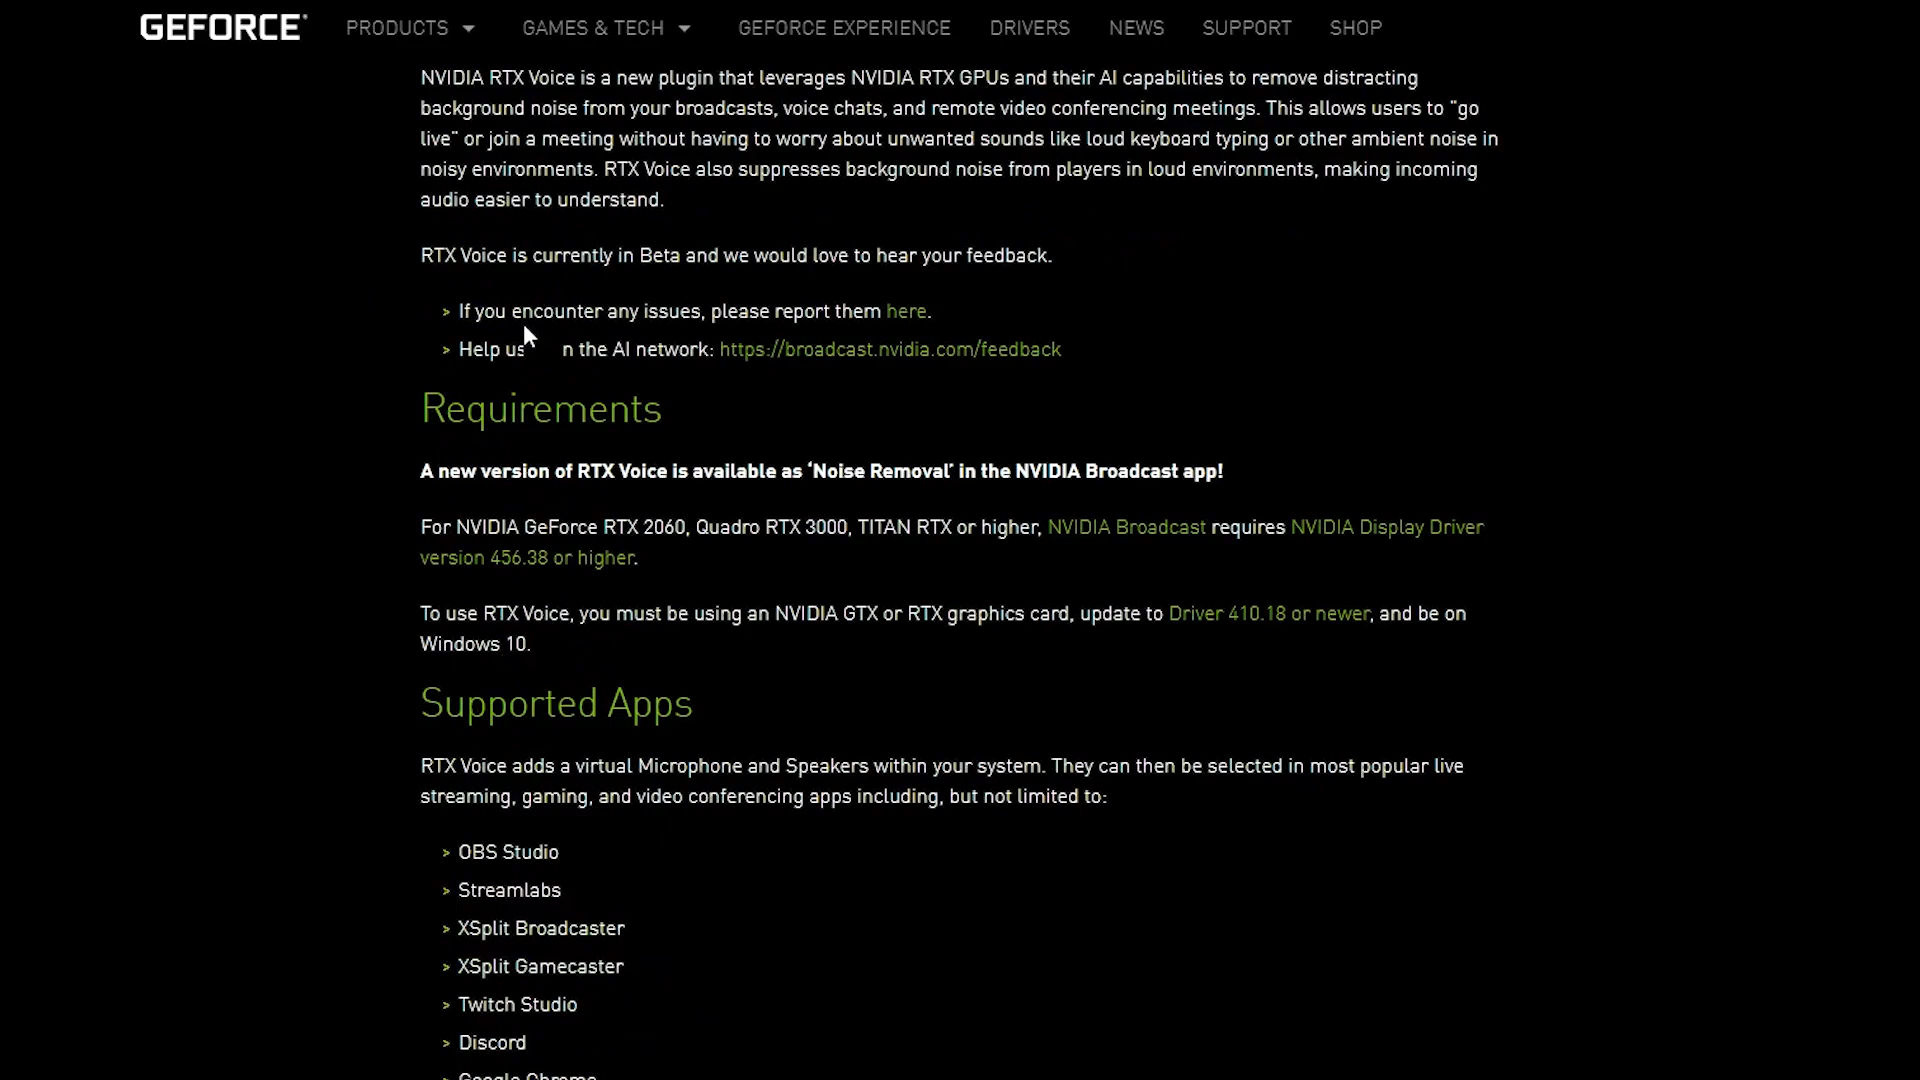 GEFORCE PRODUCTS GAMES & TECH GEFORCE EXPERIENCE DRIVERS NEWS SUPPORT SHOP
NVIDIA RTX Voice is a new plugin that leverages NVIDIA RTX GPUs and their AI capabilities to remove distracting
background noise from your broadcasts, voice chats, and remote video conferencing meetings. This allows users to "go
live" or join a meeting without having to worry about unwanted sounds like loud keyboard typing or other ambient noise in
noisy environments. RTX Voice also suppresses background noise from players in loud environments, making incoming
audio easier to understand.
RTX Voice is currently in Beta and we would love to hear your feedback.
> If you encounter any issues, please report them here.
> Help us n the AI network: https://broadcast.nvidia.com/feedback
Requirements
A new version of RTX Voice is available as ‘Noise Removal’ in the NVIDIA Broadcast app!
For NVIDIA GeForce RTX 2060, Quadro RTX 3000, TITAN RTX or higher, NVIDIA Broadcast requires NVIDIA Display Driver
version 456.38 or higher.
To use RTX Voice, you must be using an NVIDIA GTX or RTX graphics card, update to Driver 410.18 or newer, and be on
Windows 10.
Supported Apps
RTX Voice adds a virtual Microphone and Speakers within your system. They can then be selected in most popular live
streaming, gaming, and video conferencing apps including, but not limited to:
> OBS Studio
> Streamlabs
> XSplit Broadcaster
> XSplit Gamecaster
> Twitch Studio
> Discord
> Google Chrome